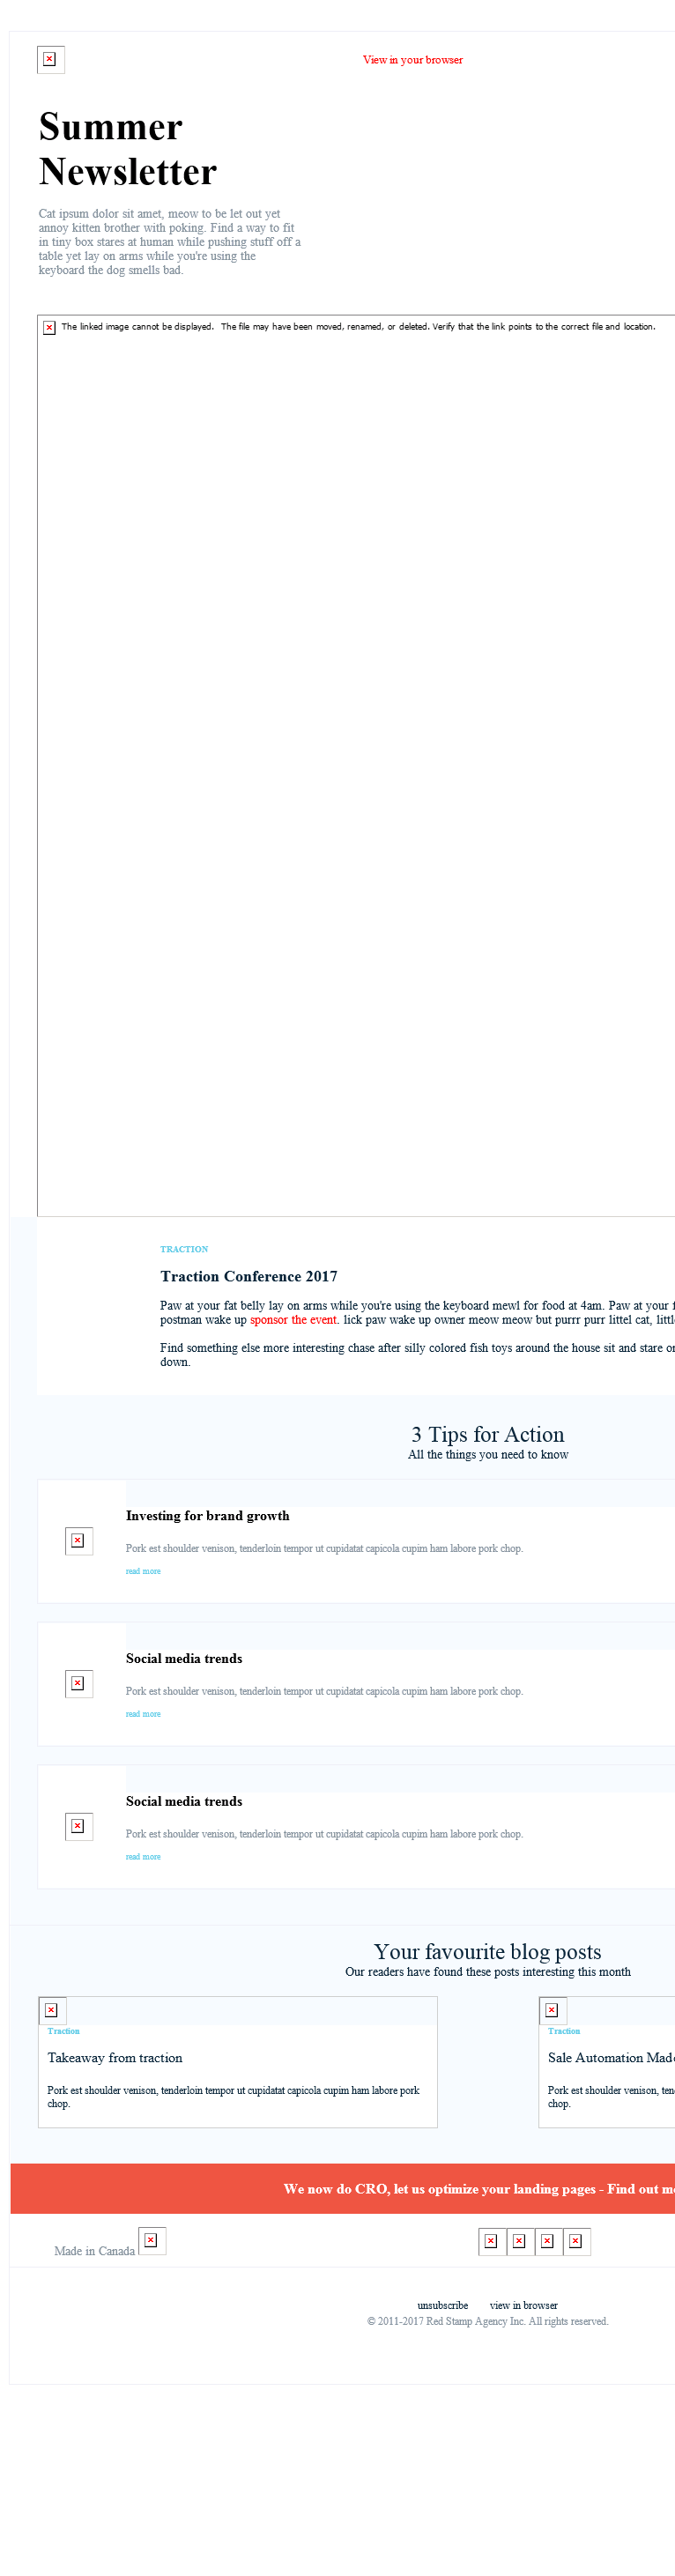 View in your browser
Summer
Newsletter
Cat ipsum dolor sit amet, meow to be let out yet
annoy kitten brother with poking. Find a way to fit
in tiny box stares at human while pushing stuff off a
table yet lay on arms while you're using the
keyboard the dog smells bad.
The linked image cannot be displayed. The file may have been moved, renamed, or deleted. Verify that the link points to the correct file and location.
TRACTION
Traction Conference 2017
Paw at your fat belly lay on arms while you're using the keyboard mewl for food at 4am. Paw at your
postman wake up sponsor the event. lick paw wake up owner meow meow but purrr purr littel cat,
Find something else more interesting chase after silly colored fish toys around the house sit and stare
down.
3 Tips for Action
All the things you need to know
Investing for brand growth
Pork est shoulder venison, tenderloin tempor ut cupidatat capicola cupim ham labore pork chop.
read more
Social media trends
Pork est shoulder venison, tenderloin tempor ut cupidatat capicola cupim ham labore pork chop.
read more
Social media trends
Pork est shoulder venison, tenderloin tempor ut cupidatat capicola cupim ham labore pork chop.
read more
Your favourite blog posts
Our readers have found these posts interesting this month
Traction
Takeaway from traction
Pork est shoulder venison, tenderloin tempor ut cupidatat capicola cupim ham labore pork
chop.
Traction
Sale Automation Made
Pork est shoulder venison,
chop.
We now do CRO, let us optimize your landing pages - Find out
Made in Canada
unsubscribe view in browser
© 2011-2017 Red Stamp Agency Inc. All rights reserved.